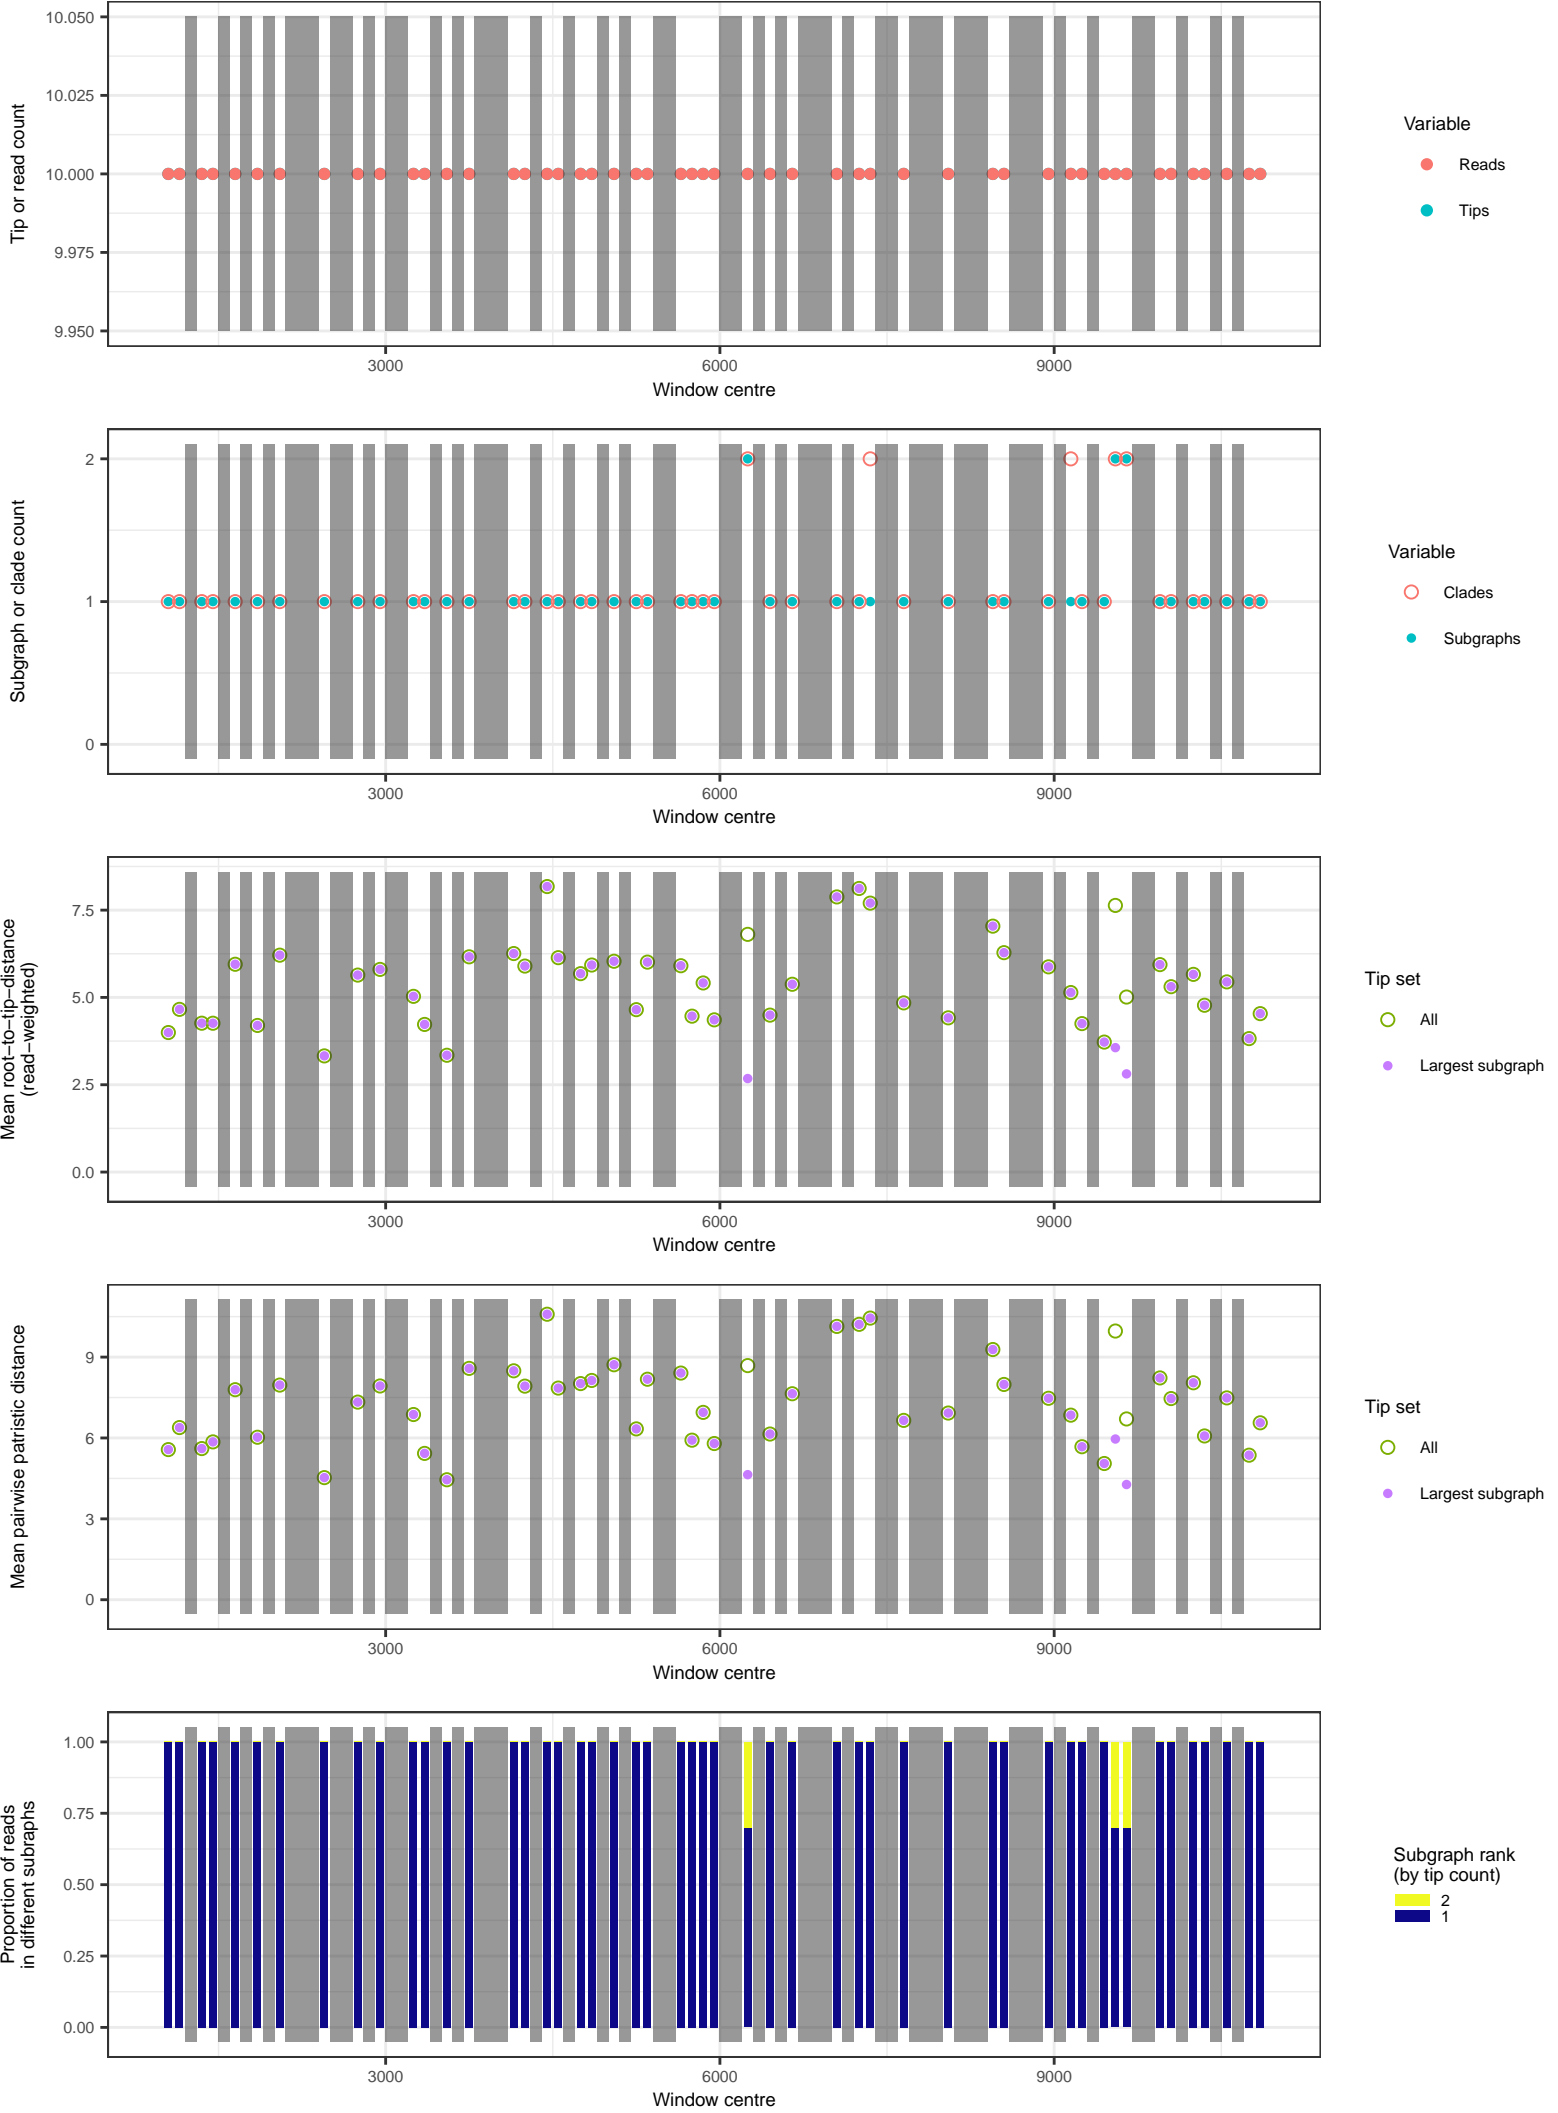 10.050
10.025
10.000
9.975
9.950
Tip or read count
3000
6000
9000
Window centre
Variable
Reads
Tips
2
1
0
Subgraph or clade count
3000
6000
9000
Window centre
Variable
Clades
Subgraphs
7.5
5.0
2.5
0.0
Mean root−to−tip−distance
(read−weighted)
3000
6000
9000
Window centre
Tip set
All
Largest subgraph
9
6
3
0
Mean pairwise patristic distance
3000
6000
9000
Window centre
Tip set
All
Largest subgraph
1.00
0.75
0.50
0.25
0.00
Proportion of reads
in different subraphs
3000
6000
9000
Window centre
Subgraph rank
(by tip count)
2
1